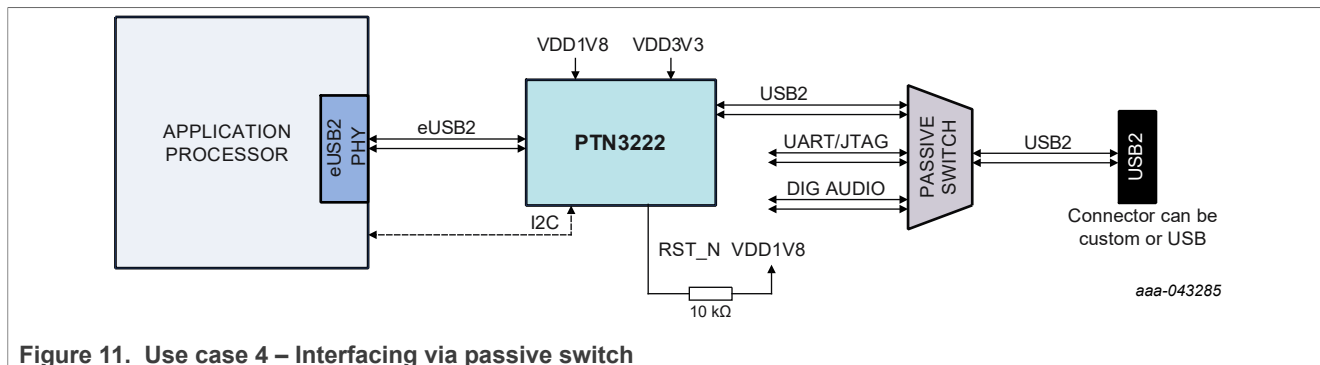 VDD1V8
VDD3V3
APPLICATION
PROCESSOR
eUSB2
PHY
eUSB2
PTN3222
USB2
UART/JTAG
DIG AUDIO
PASSIVE
SWITCH
USB2
USB2
Connector can be
custom or USB
I2C
RST_N
VDD1V8
10 kΩ
aaa-043285
Figure 11. Use case 4 – Interfacing via passive switch